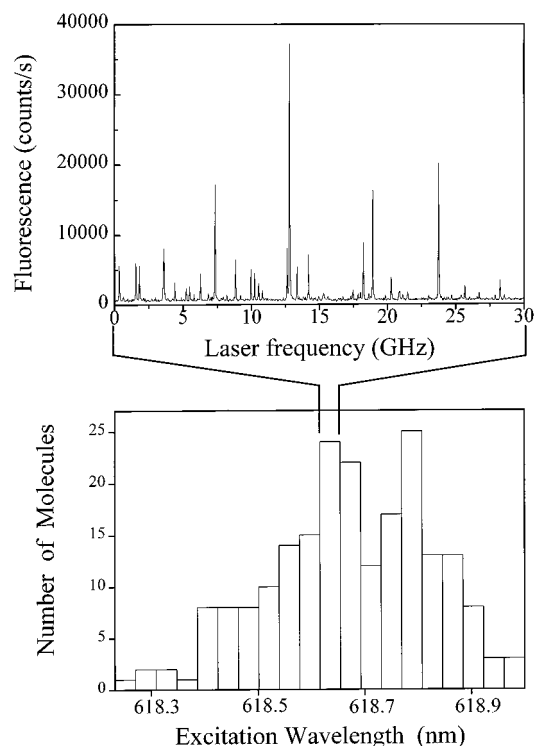 Fluorescence (counts/s)
40000
30000
20000
10000
0
0 5 10 15 20 25 30
Laser frequency (GHz)
Number of Molecules
25
20
15
10
5
0
618.3 618.5 618.7 618.9
Excitation Wavelength (nm)